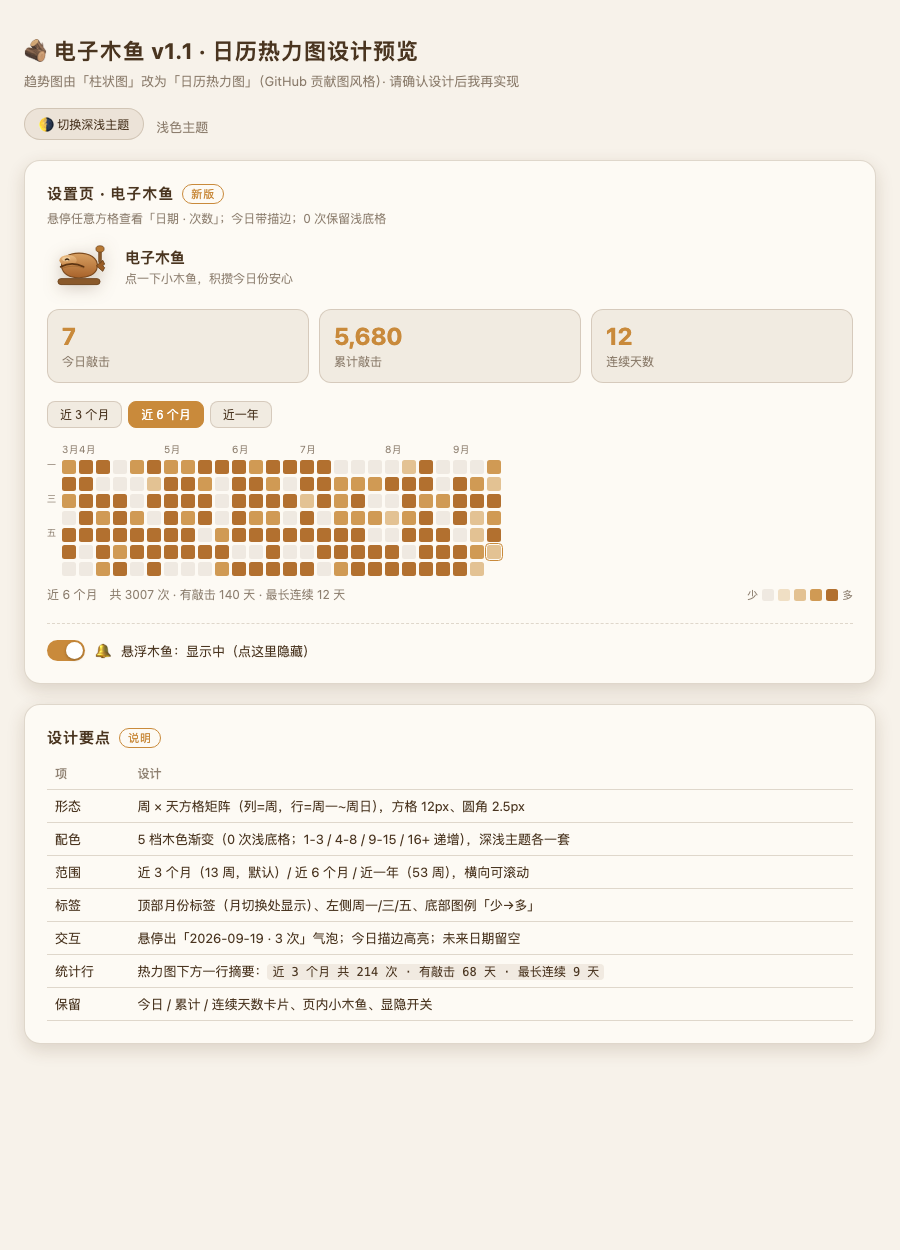 电子木鱼 v1.1 · 日历热力图设计预览
趋势图由「柱状图」改为「日历热力图」（GitHub 贡献图风格）· 请确认设计后我再实现
切换深浅主题 浅色主题
设置页 · 电子木鱼 新版
悬停任意方格查看「日期 · 次数」；今日带描边；0 次保留浅底格
电子木鱼
点一下小木鱼，积攒今日份安心
7 5,680 12
今日敲击 累计敲击 连续天数
近 3 个月 近 6 个月 近一年
3月4月 5月 6月 7月 8月 9月
一
三
五
近 6 个月 共 3007 次 · 有敲击 140 天 · 最长连续 12 天 少 多
悬浮木鱼：显示中（点这里隐藏）
设计要点 说明
项 设计
形态 周 × 天方格矩阵（列=周，行=周一~周日），方格 12px、圆角 2.5px
配色 5 档木色渐变（0 次浅底格；1-3 / 4-8 / 9-15 / 16+ 递增），深浅主题各一套
范围 近 3 个月（13 周，默认）/ 近 6 个月 / 近一年（53 周），横向可滚动
标签 顶部月份标签（月切换处显示）、左侧周一/三/五、底部图例「少→多」
交互 悬停出「2026-09-19 · 3 次」气泡；今日描边高亮；未来日期留空
统计行 热力图下方一行摘要：近 3 个月 共 214 次 · 有敲击 68 天 · 最长连续 9 天
保留 今日 / 累计 / 连续天数卡片、页内小木鱼、显隐开关